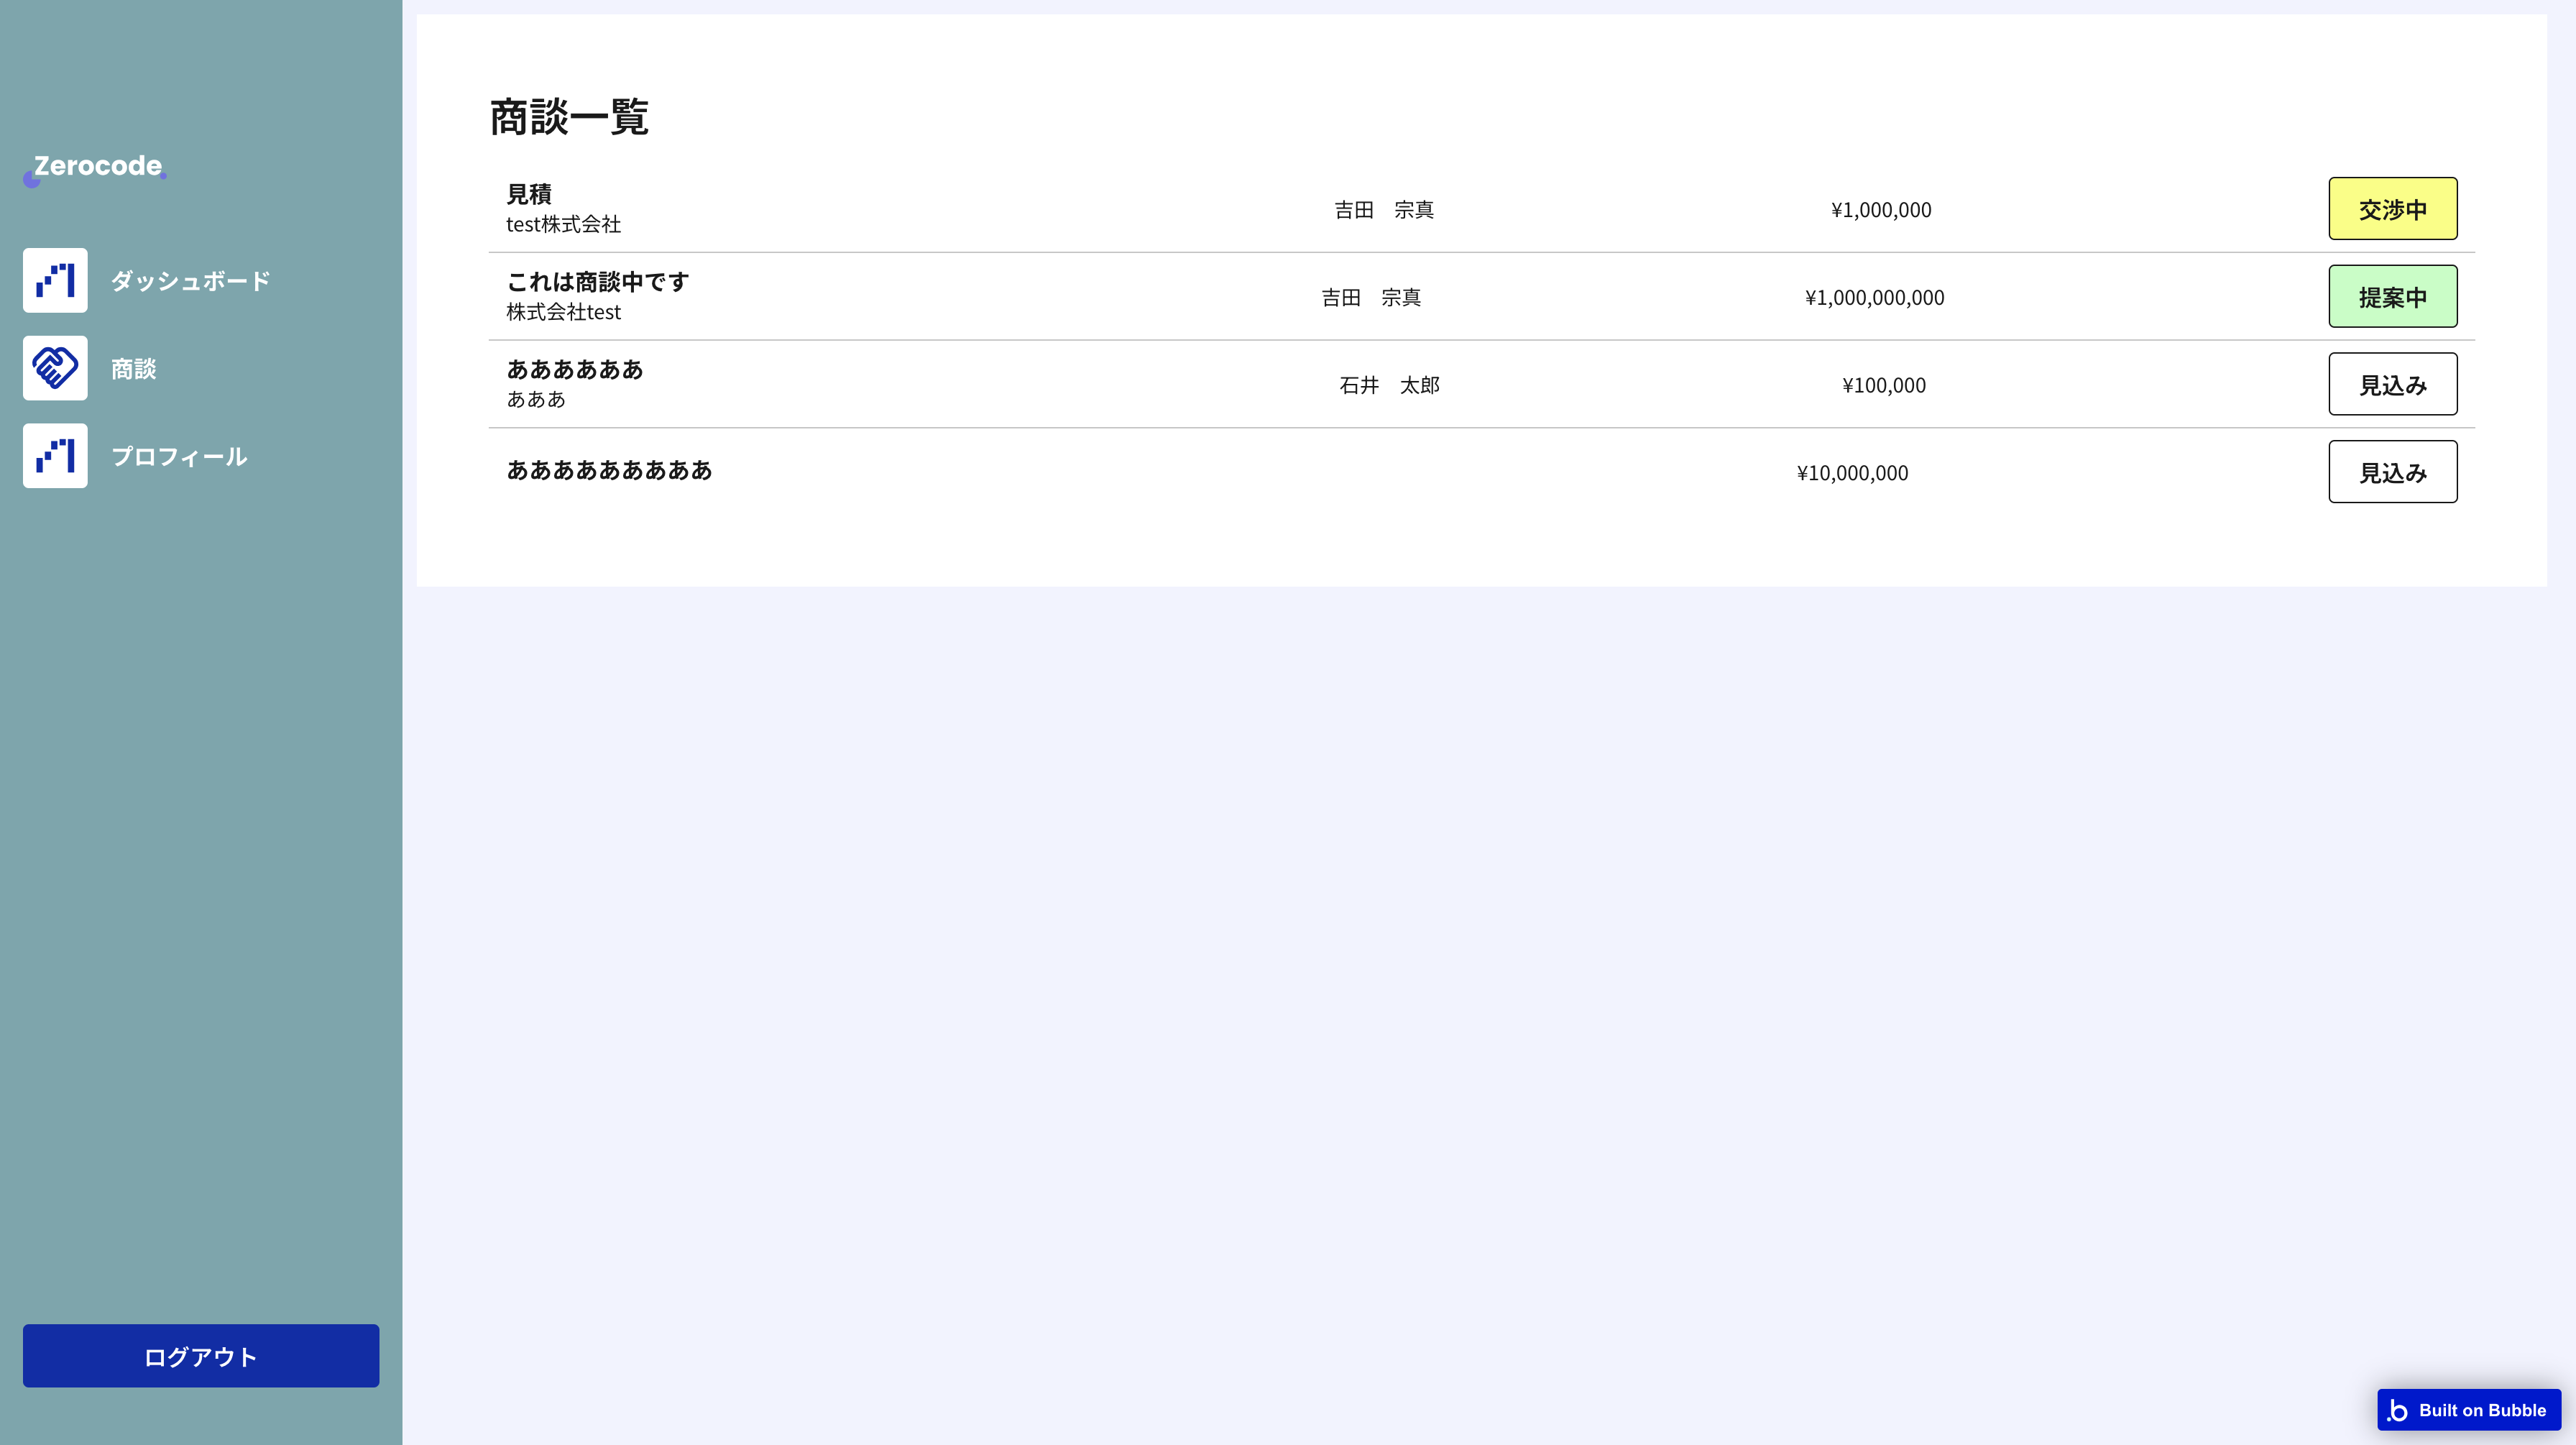 Zerocode
ダッシュボード
商談
プロフィール
ログアウト
商談一覧
見積
test株式会社
吉田　宗真
¥1,000,000
交渉中
これは商談中です
株式会社test
吉田　宗真
¥1,000,000,000
提案中
ああああああ
あああ
石井　太郎
¥100,000
見込み
あああああああああ
¥10,000,000
見込み
Built on Bubble